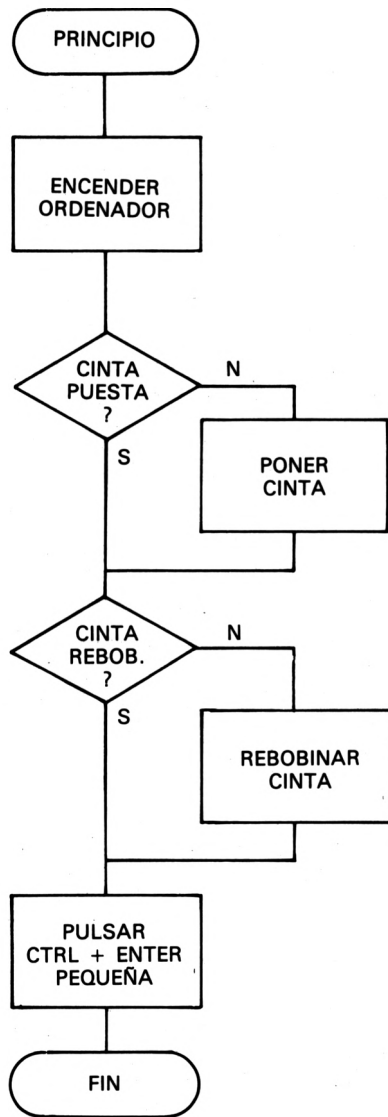 PRINCIPIO
ENCENDER
ORDENADOR
CINTA
PUESTA
?
N
S
PONER
CINTA
CINTA
REBOB.
?
N
S
REBOBINAR
CINTA
PULSAR
CTRL + ENTER
PEQUEÑA
FIN